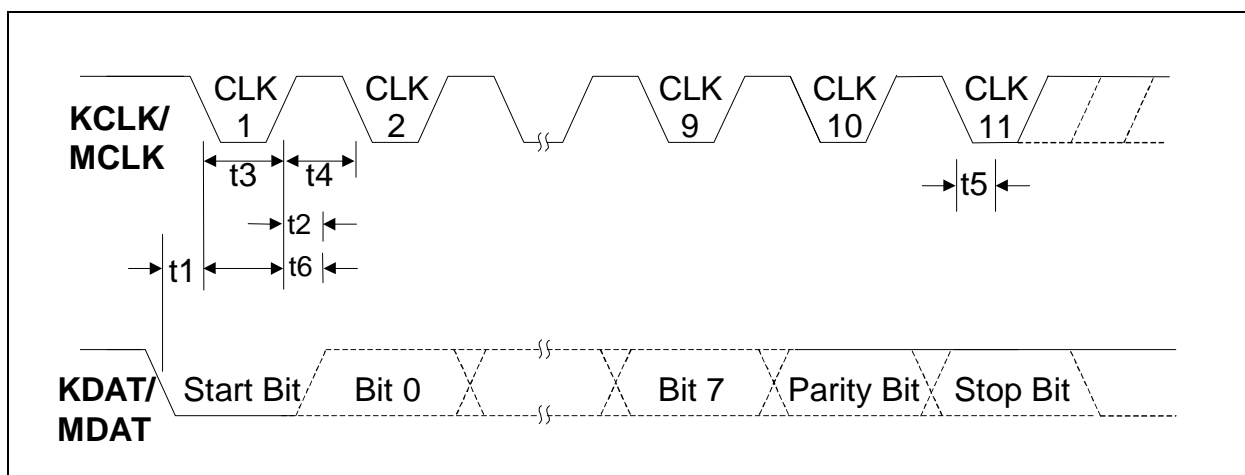 CLK
1
CLK
2
CLK
9
CLK
10
CLK
11
KCLK/
MCLK
t3
t4
t5
t2
t1
t6
KDAT/
MDAT
Start Bit
Bit 0
Bit 7
Parity Bit
Stop Bit